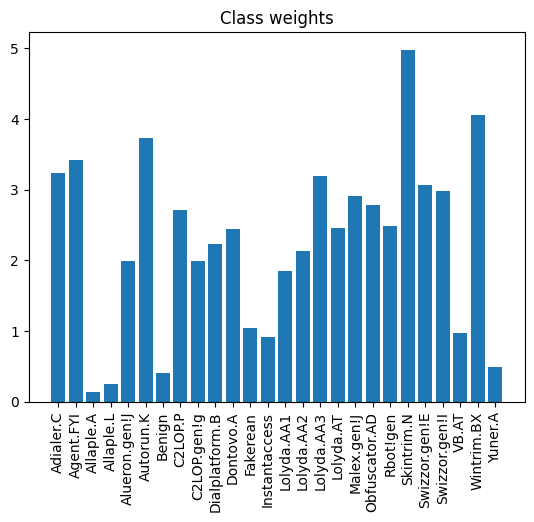 Class weights
5
4
3
2
1
0
Adialer.C
Agent.FYI
Allaple.A
Allaple.L
Alueron.gen!J
Autorun.K
Benign
C2LOP.P
C2LOP.gen!g
Dialplatform.B
Dontovo.A
Fakerean
Instantaccess
Lolyda.AA1
Lolyda.AA2
Lolyda.AA3
Lolyda.AT
Malex.gen!J
Obfuscator.AD
Rbot!gen
Skintrim.N
Swizzor.gen!E
Swizzor.gen!I
VB.AT
Wintrim.BX
Yuner.A